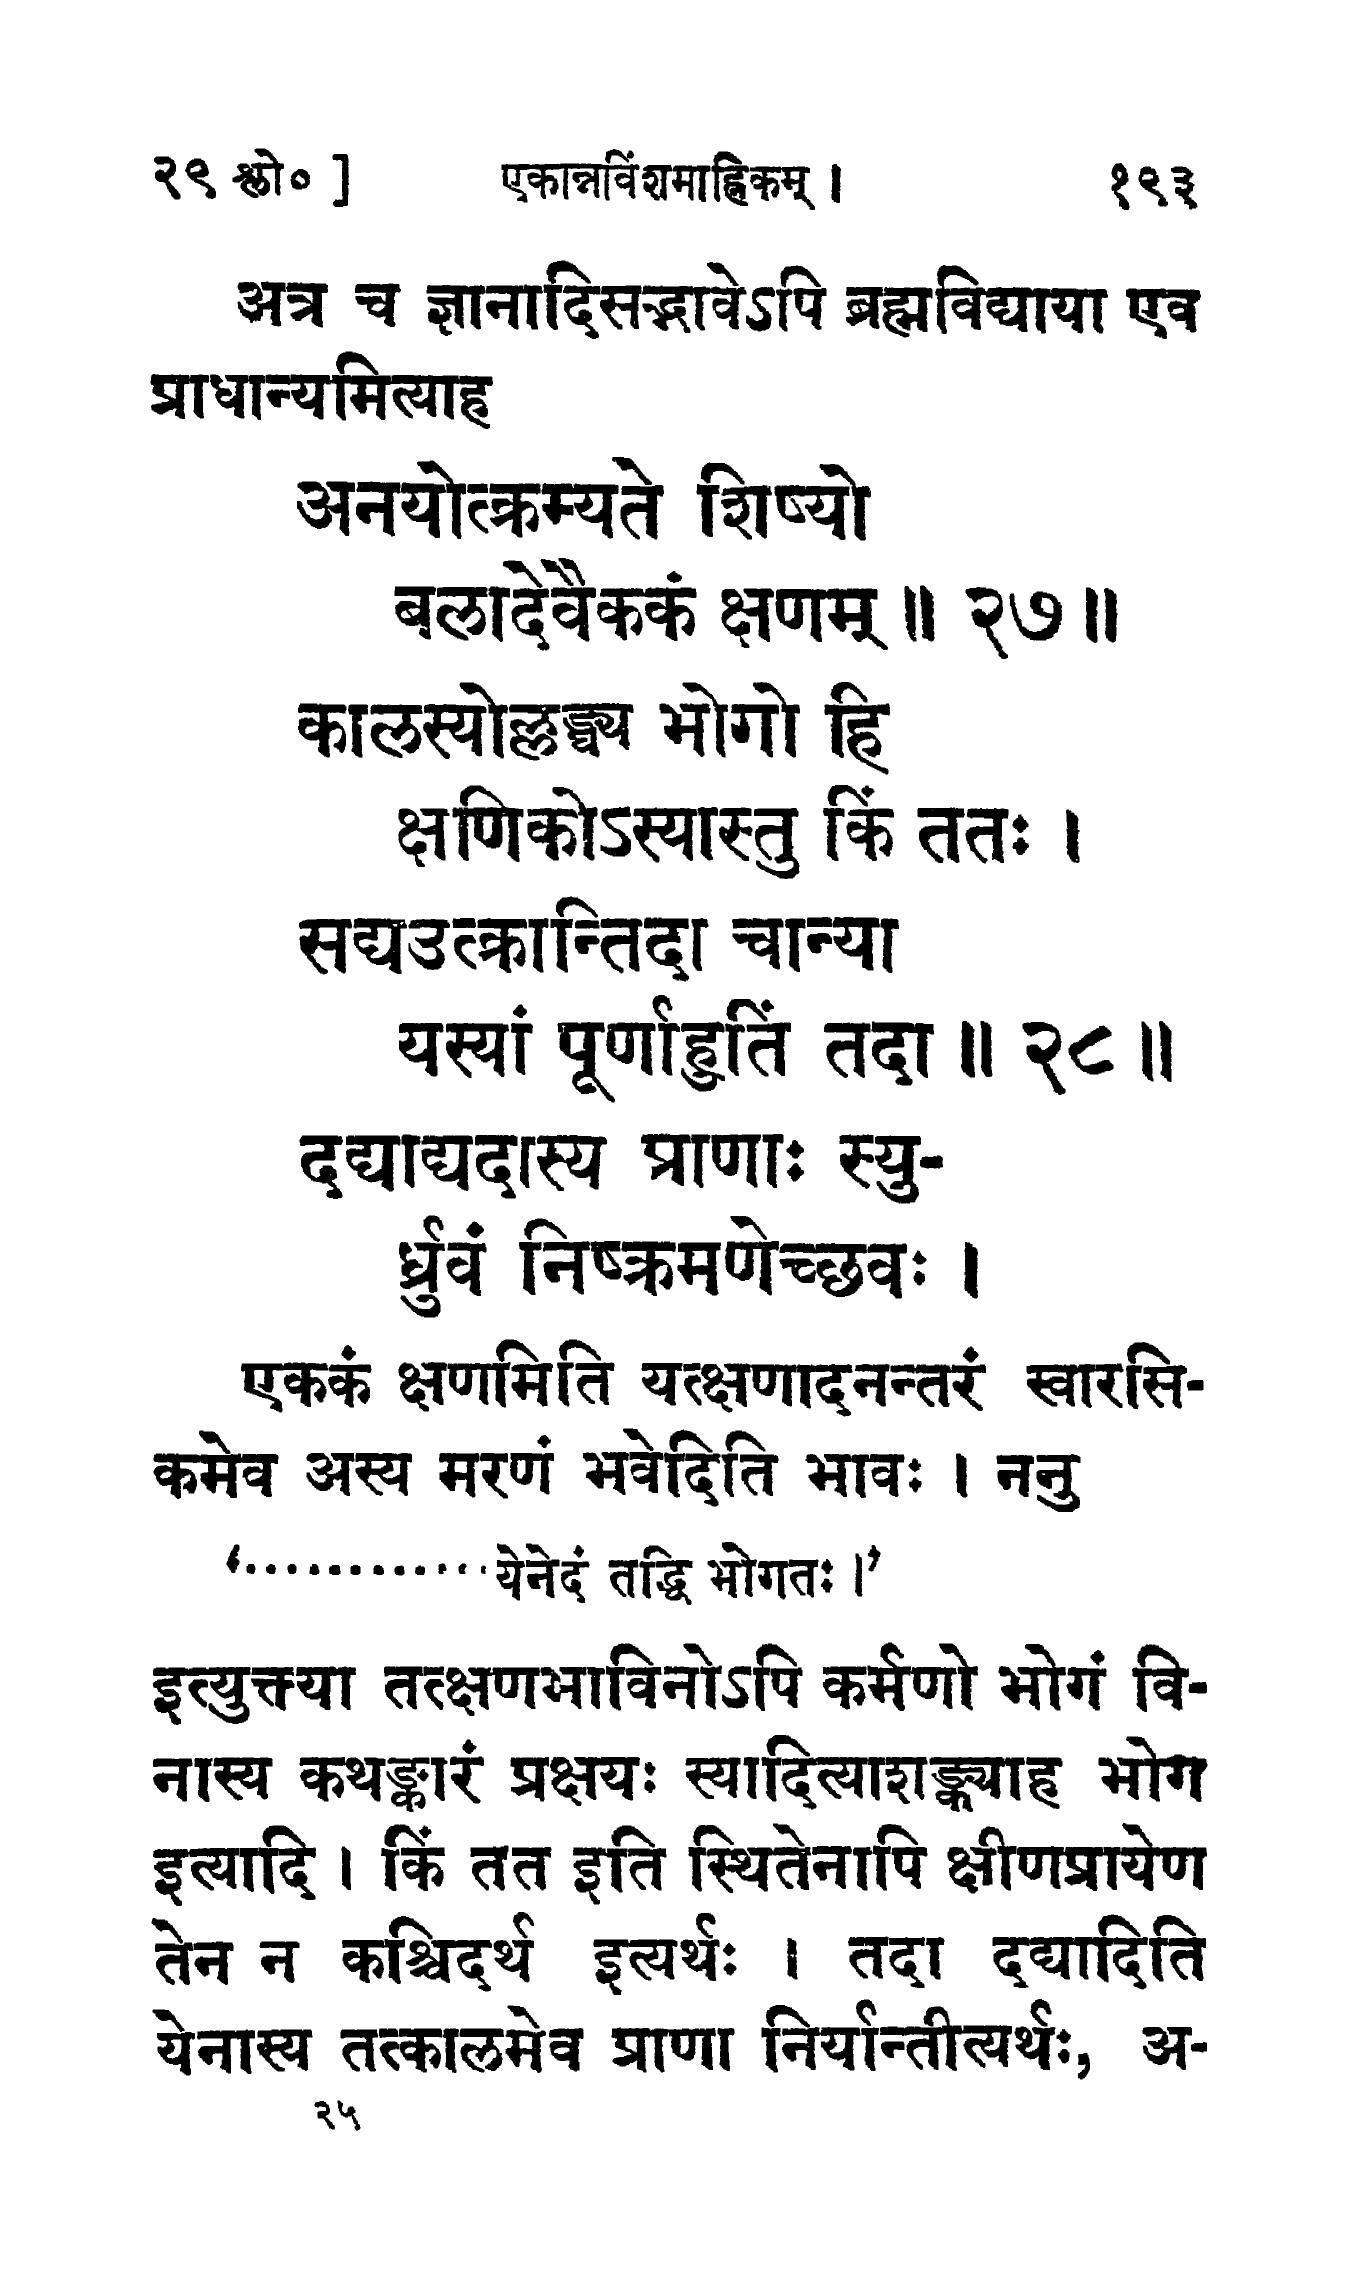 २९ श्लो० ] एकान्नविंशमाह्निकम् । १९३
अत्र च ज्ञानादिसद्भावेऽपि ब्रह्मविद्याया एव
प्राधान्यमित्याह
अनयोत्क्रम्यते शिष्यो
बलादेवैककं क्षणम् ॥ २७ ॥
कालस्योल्लङ्घ्य भोगो हि
क्षणिकोऽस्यास्तु किं ततः ।
सद्यउत्क्रान्तिदा चान्या
यस्यां पूर्णाहुतिं तदा ॥ २८ ॥
दद्याद्यदास्य प्राणाः स्यु-
र्ध्रुवं निष्क्रमणेच्छवः ।
एककं क्षणमिति यत्क्षणादनन्तरं स्वारसि-
कमेव अस्य मरणं भवेदिति भावः । ननु
‘············येनेदं तद्धि भोगतः ।’
इत्युक्त्या तत्क्षणभाविनोऽपि कर्मणो भोगं वि-
नास्य कथङ्कारं प्रक्षयः स्यादित्याशङ्क्याह भोग
इत्यादि । किं तत इति स्थितेनापि क्षीणप्रायेण
तेन न कश्चिदर्थ इत्यर्थः । तदा दद्यादिति
येनास्य तत्कालमेव प्राणा निर्यान्तीत्यर्थः, अ-
२५